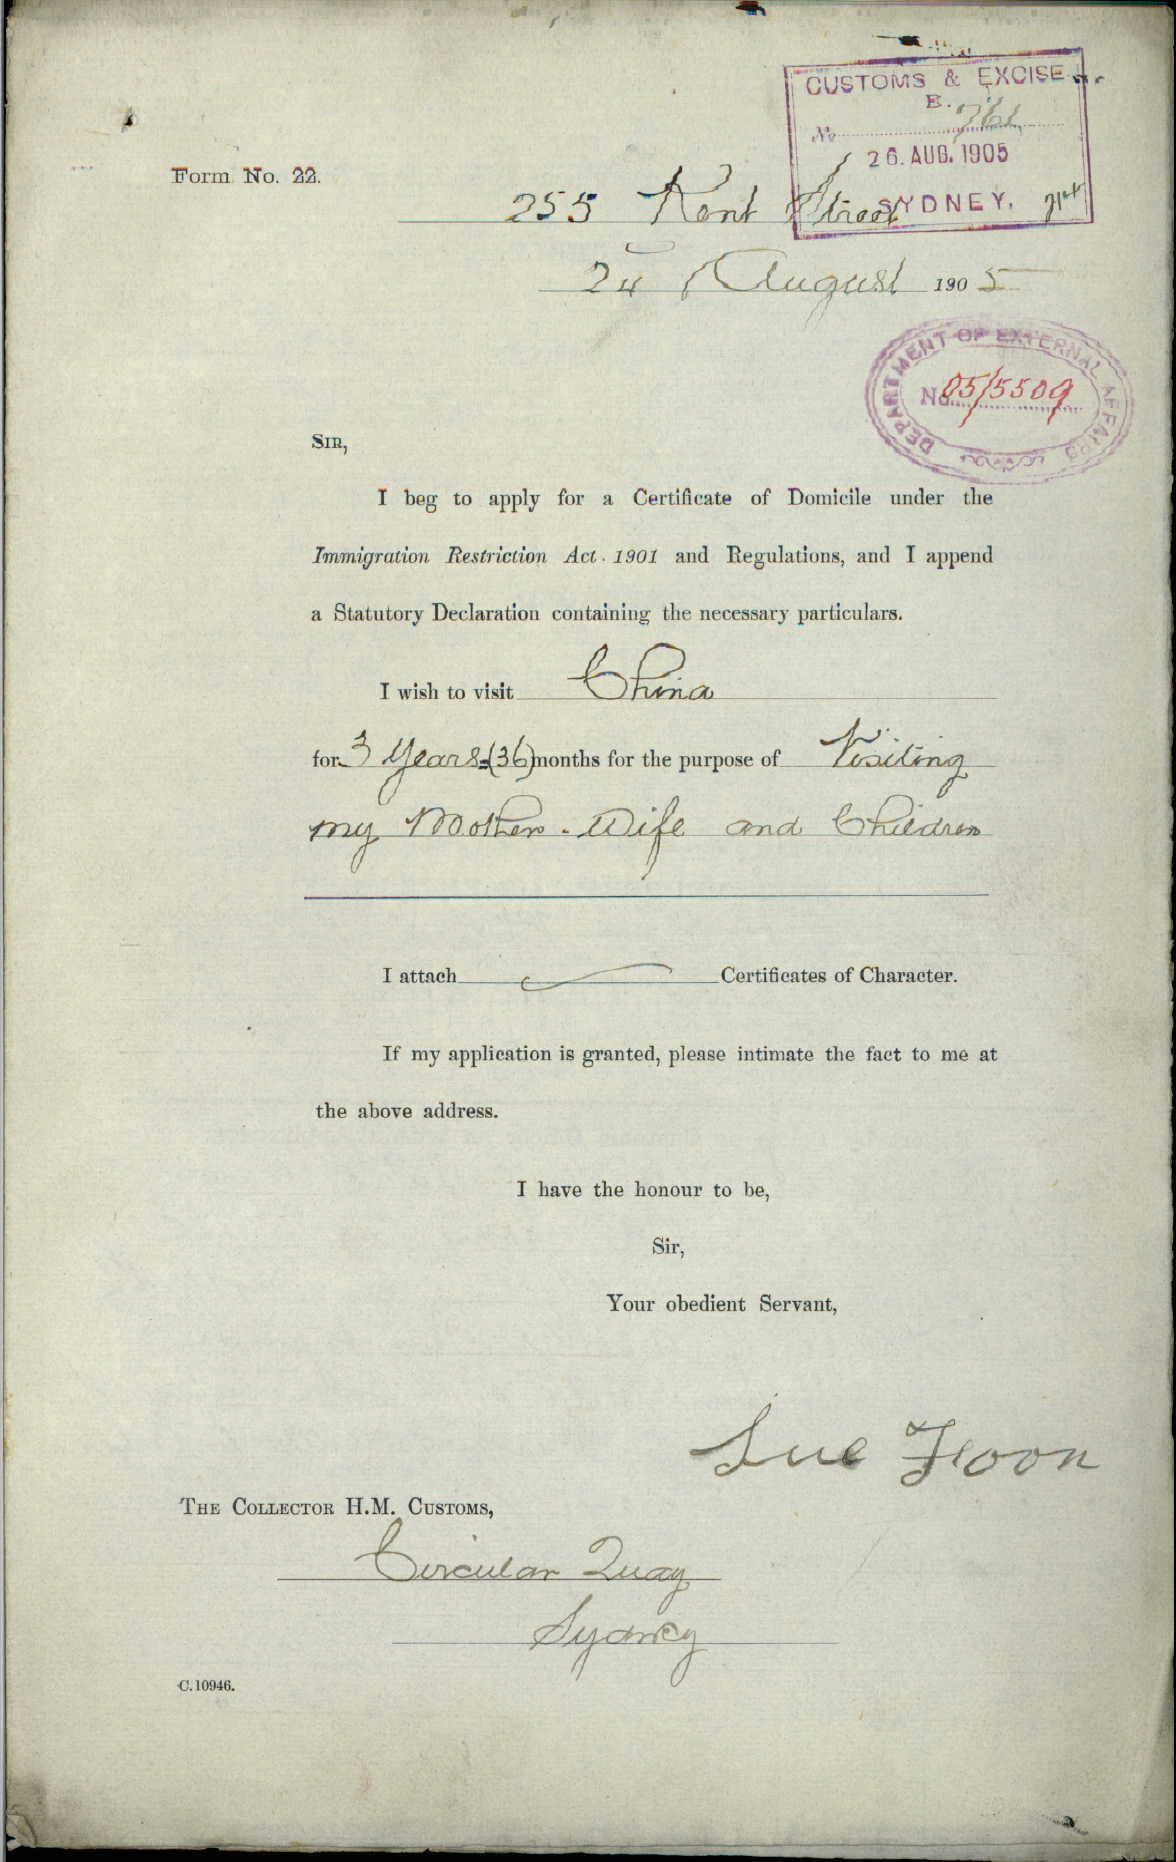 CUSTOMS & EXCISE
E.
No
26. AUG. 1905
SYDNEY.
Form No. 22.
255 Kent Street
24 August 1905
DEPARTMENT OF EXTERNAL AFFAIRS
No. 05/5509
SIR,
I beg to apply for a Certificate of Domicile under the
Immigration Restriction Act 1901 and Regulations, and I append
a Statutory Declaration containing the necessary particulars.
I wish to visit China
for 3 Years (36) months for the purpose of Visiting
my Mother. Wife and Children
I attach Certificates of Character.
If my application is granted, please intimate the fact to me at
the above address.
I have the honour to be,
Sir,
Your obedient Servant,
Sue Hoon
THE COLLECTOR H.M. CUSTOMS,
Circular Quay
Sydney
C.10946.